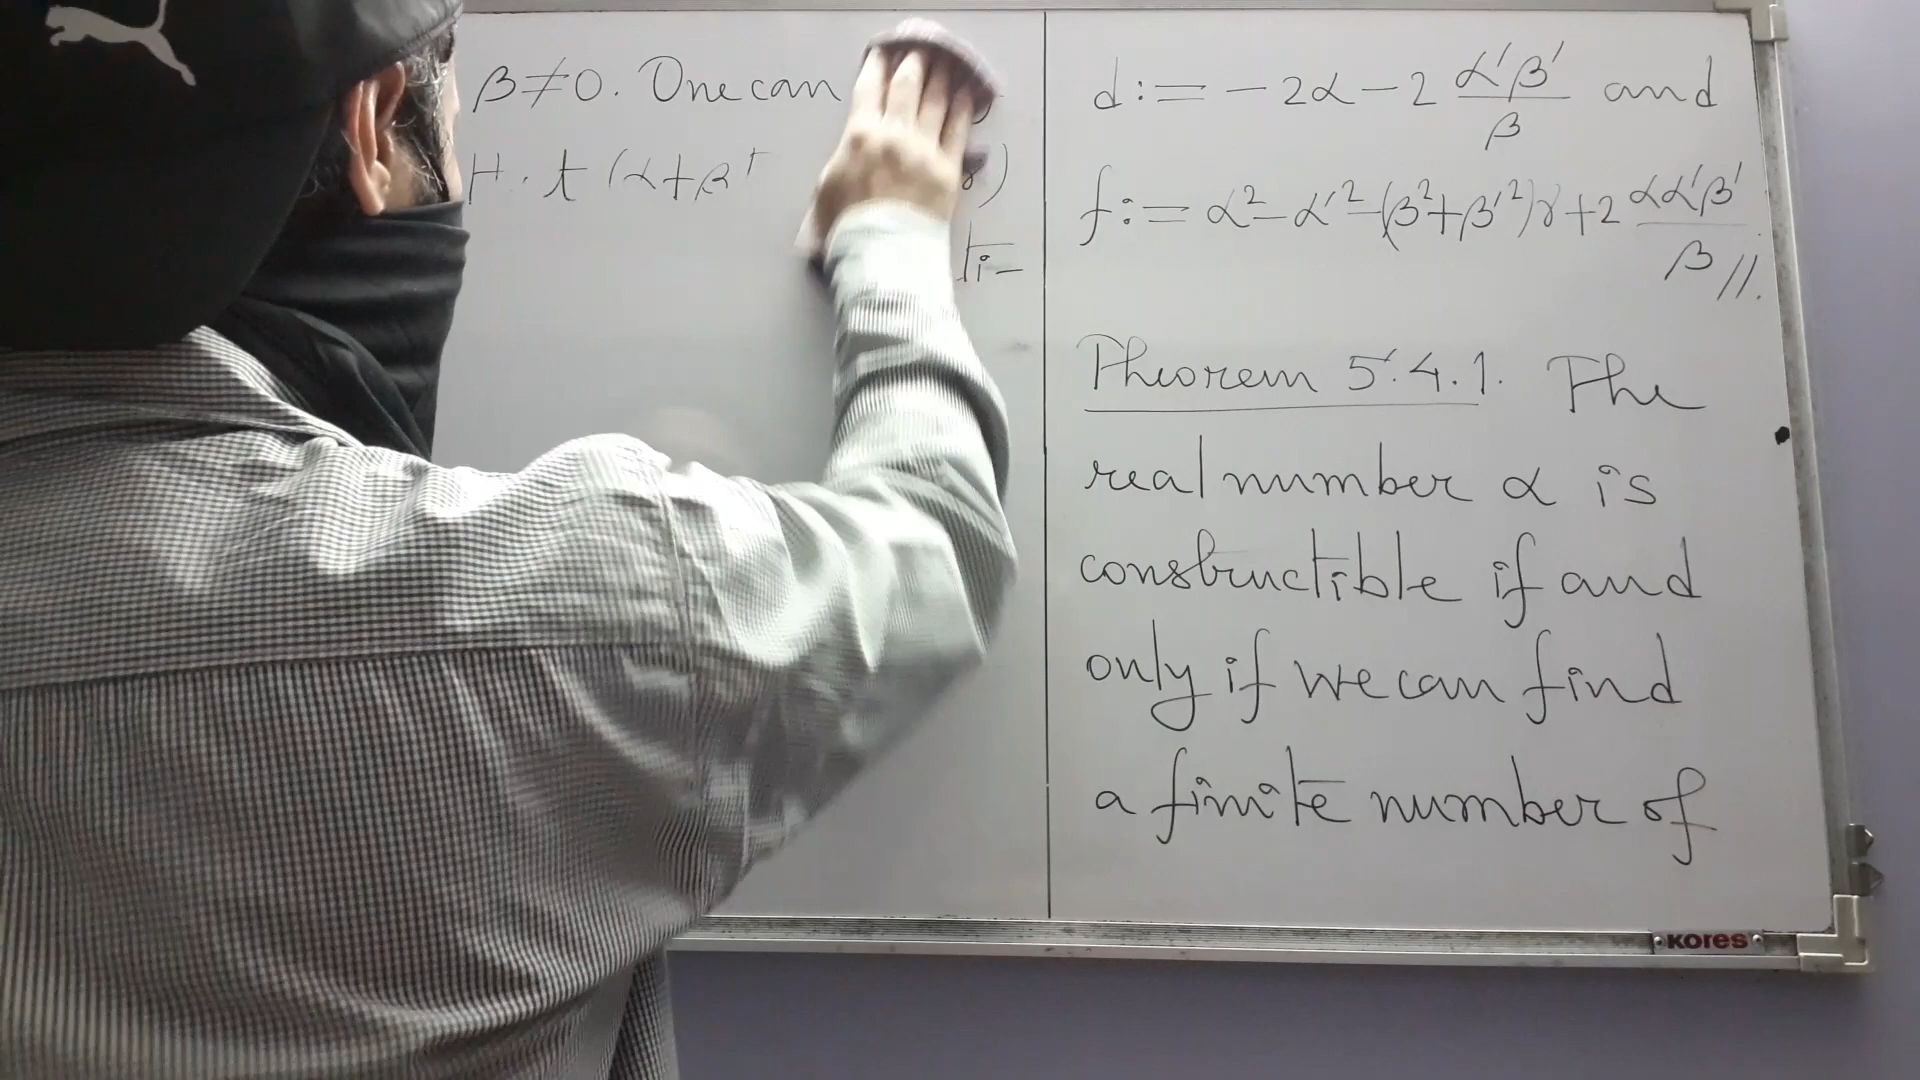 β≠0. One can
t (α+β
d := -2α-2 α'β'/β and
f := α²-α'²-(β²+β'²)γ+2 αα'β'/β //.
Theorem 5.4.1. The
real number α is
constructible if and
only if we can find
a finite number of
KORES